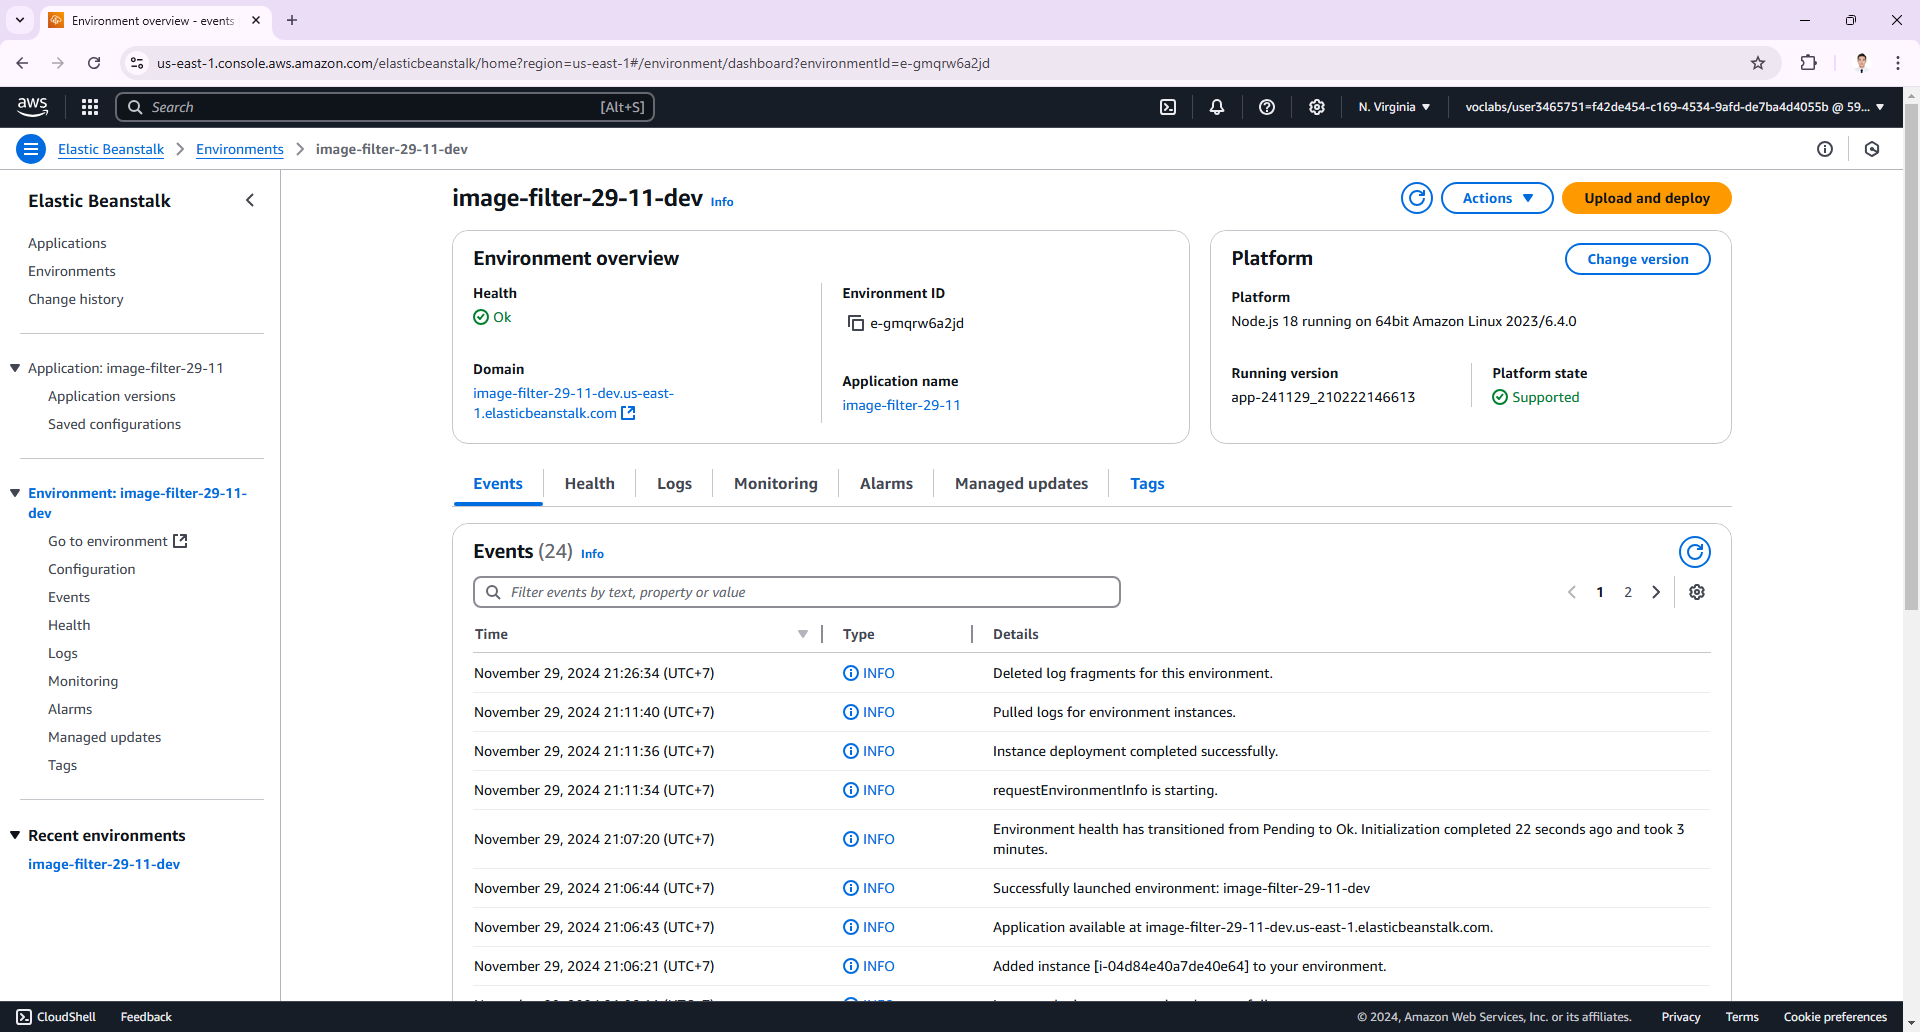 Environment overview - events
us-east-1.console.aws.amazon.com/elasticbeanstalk/home?region=us-east-1#/environment/dashboard?environmentId=e-gmqrw6a2jd
aws
Search
[Alt+S]
N. Virginia
voclabs/user3465751=f42de454-c169-4534-9afd-de7ba4d4055b @ 59...
Elastic Beanstalk
Environments
image-filter-29-11-dev
Elastic Beanstalk
Applications
Environments
Change history
Application: image-filter-29-11
Application versions
Saved configurations
Environment: image-filter-29-11-
dev
Go to environment
Configuration
Events
Health
Logs
Monitoring
Alarms
Managed updates
Tags
Recent environments
image-filter-29-11-dev
image-filter-29-11-dev Info
Actions
Upload and deploy
Environment overview
Health
Ok
Domain
image-filter-29-11-dev.us-east-
1.elasticbeanstalk.com
Environment ID
e-gmqrw6a2jd
Application name
image-filter-29-11
Platform
Change version
Platform
Node.js 18 running on 64bit Amazon Linux 2023/6.4.0
Running version
app-241129_210222146613
Platform state
Supported
Events
Health
Logs
Monitoring
Alarms
Managed updates
Tags
Events (24) Info
Filter events by text, property or value
1
2
Time
Type
Details
November 29, 2024 21:26:34 (UTC+7) INFO Deleted log fragments for this environment.
November 29, 2024 21:11:40 (UTC+7) INFO Pulled logs for environment instances.
November 29, 2024 21:11:36 (UTC+7) INFO Instance deployment completed successfully.
November 29, 2024 21:11:34 (UTC+7) INFO requestEnvironmentInfo is starting.
November 29, 2024 21:07:20 (UTC+7) INFO Environment health has transitioned from Pending to Ok. Initialization completed 22 seconds ago and took 3
minutes.
November 29, 2024 21:06:44 (UTC+7) INFO Successfully launched environment: image-filter-29-11-dev
November 29, 2024 21:06:43 (UTC+7) INFO Application available at image-filter-29-11-dev.us-east-1.elasticbeanstalk.com.
November 29, 2024 21:06:21 (UTC+7) INFO Added instance [i-04d84e40a7de40e64] to your environment.
CloudShell
Feedback
© 2024, Amazon Web Services, Inc. or its affiliates.
Privacy
Terms
Cookie preferences